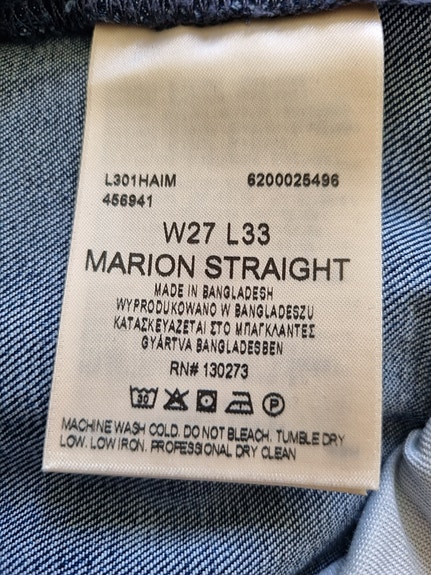 L301HAIM 6200025496
456941
W27 L33
MARION STRAIGHT
MADE IN BANGLADESH
WYPRODUKOWANO W BANGLADESZU
ΚΑΤΑΣΚΕΥΑΖΕΤΑΙ ΣΤΟ ΜΠΑΓΚΛΑΝΤΕΣ
GYÁRTVA BANGLADESBEN
RN# 130273
30 P
MACHINE WASH COLD. DO NOT BLEACH. TUMBLE DRY
LOW. LOW IRON. PROFESSIONAL DRY CLEAN